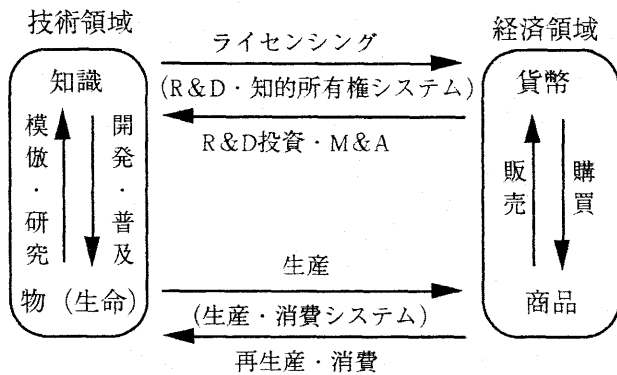 技術領域
経済領域
ライセンシング
知識
(R&D・知的所有権システム)
貨幣
R&D投資・M&A
模倣・研究
開発・普及
販売
購買
生産
物（生命）
(生産・消費システム)
商品
再生産・消費